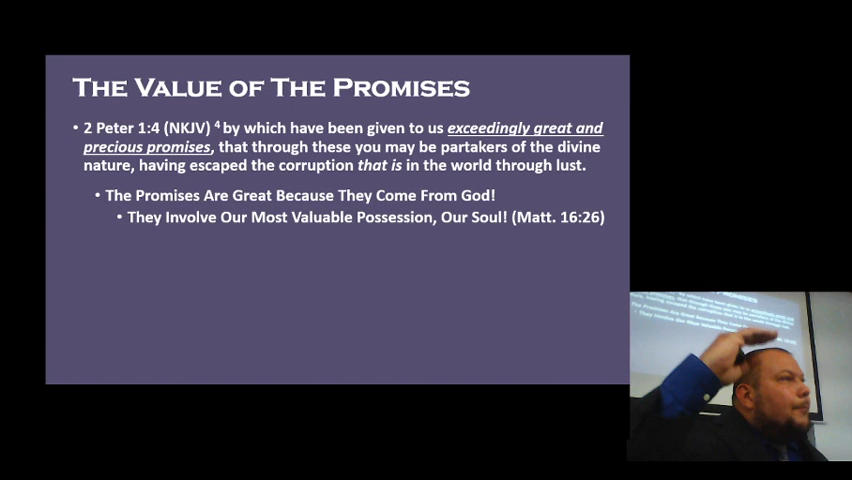 THE VALUE OF THE PROMISES
• 2 Peter 1:4 (NKJV) ⁴ by which have been given to us exceedingly great and
precious promises, that through these you may be partakers of the divine
nature, having escaped the corruption that is in the world through lust.
• The Promises Are Great Because They Come From God!
• They Involve Our Most Valuable Possession, Our Soul! (Matt. 16:26)